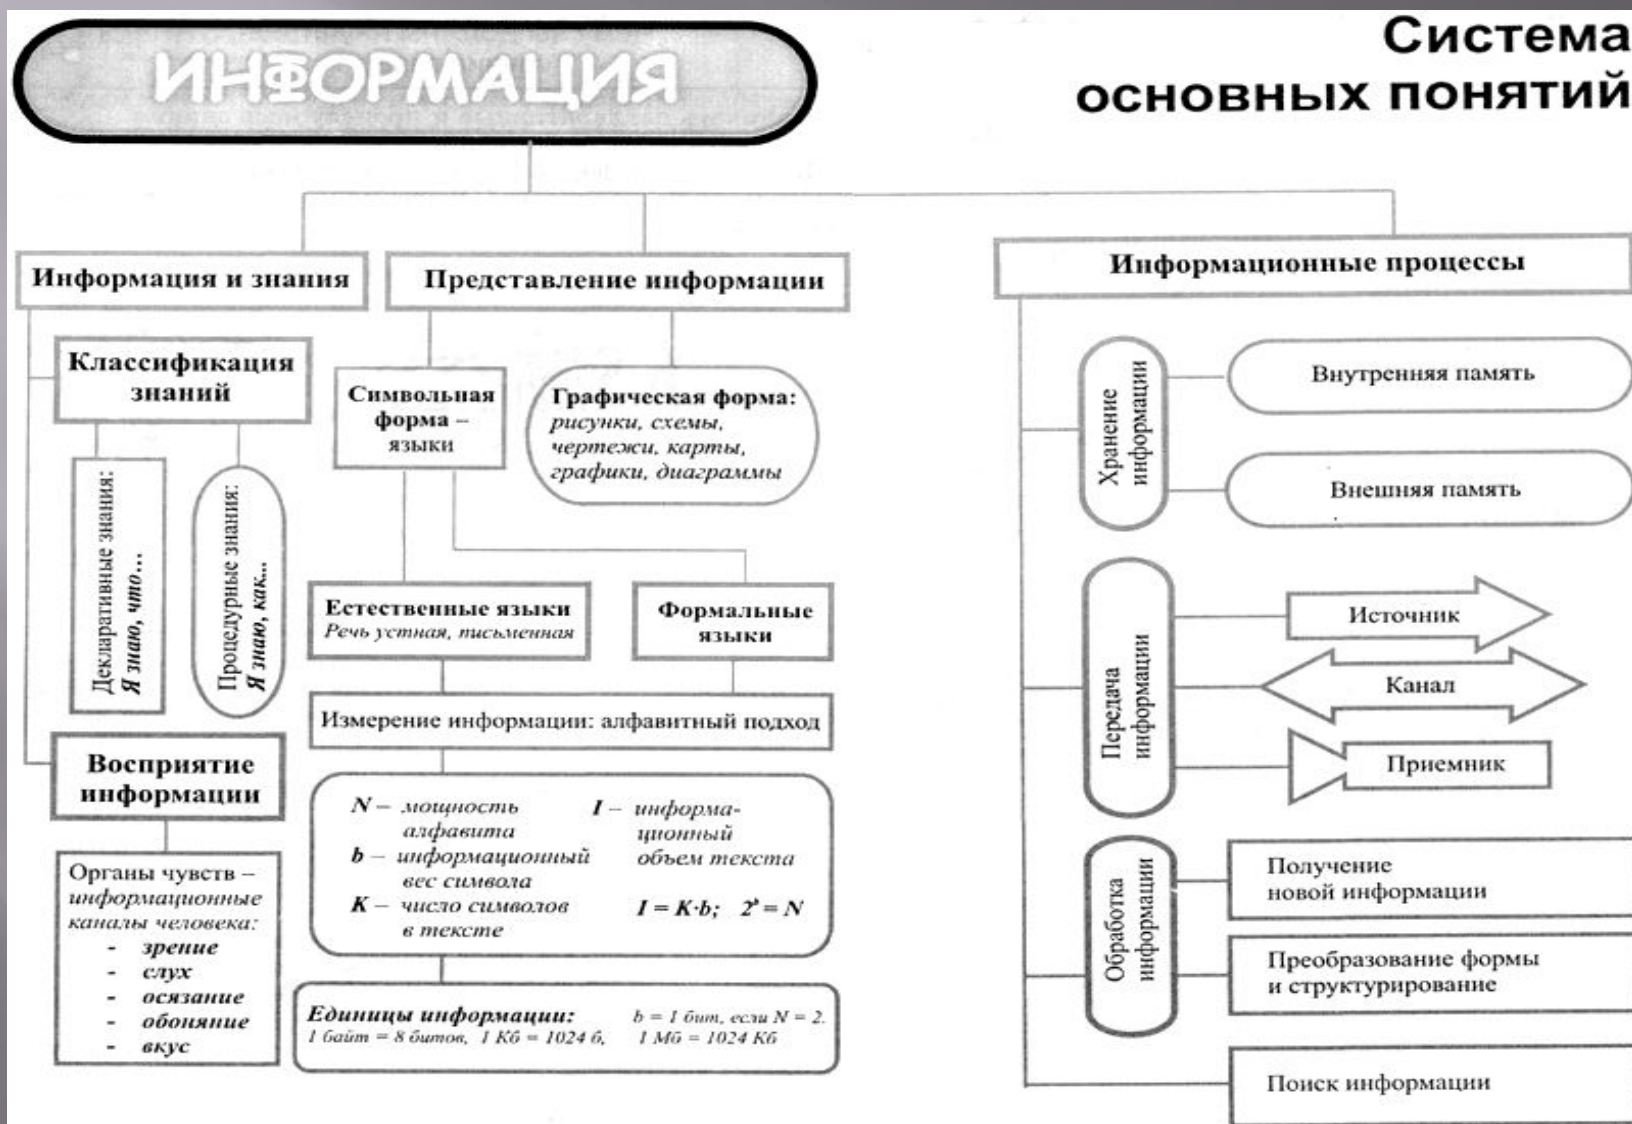 ИНФОРМАЦИЯ
Система
основных понятий
Информация и знания
Классификация
знаний
Декларативные знания:
Я знаю, что...
Процедурные знания:
Я знаю, как...
Восприятие
информации
Органы чувств –
информационные
каналы человека:
- зрение
- слух
- осязание
- обоняние
- вкус
Представление информации
Символьная
форма –
языки
Графическая форма:
рисунки, схемы,
чертежи, карты,
графики, диаграммы
Естественные языки
Речь устная, письменная
Формальные
языки
Измерение информации: алфавитный подход
N – мощность
алфавита
b – информационный
вес символа
K – число символов
в тексте
I – информа-
ционный
объем текста
I = K·b; 2ᵇ = N
Единицы информации: b = 1 бит, если N = 2.
1 байт = 8 битов, 1 Кб = 1024 б, 1 Мб = 1024 Кб
Информационные процессы
Хранение
информации
Внутренняя память
Внешняя память
Передача
информации
Источник
Канал
Приемник
Обработка
информации
Получение
новой информации
Преобразование формы
и структурирование
Поиск информации